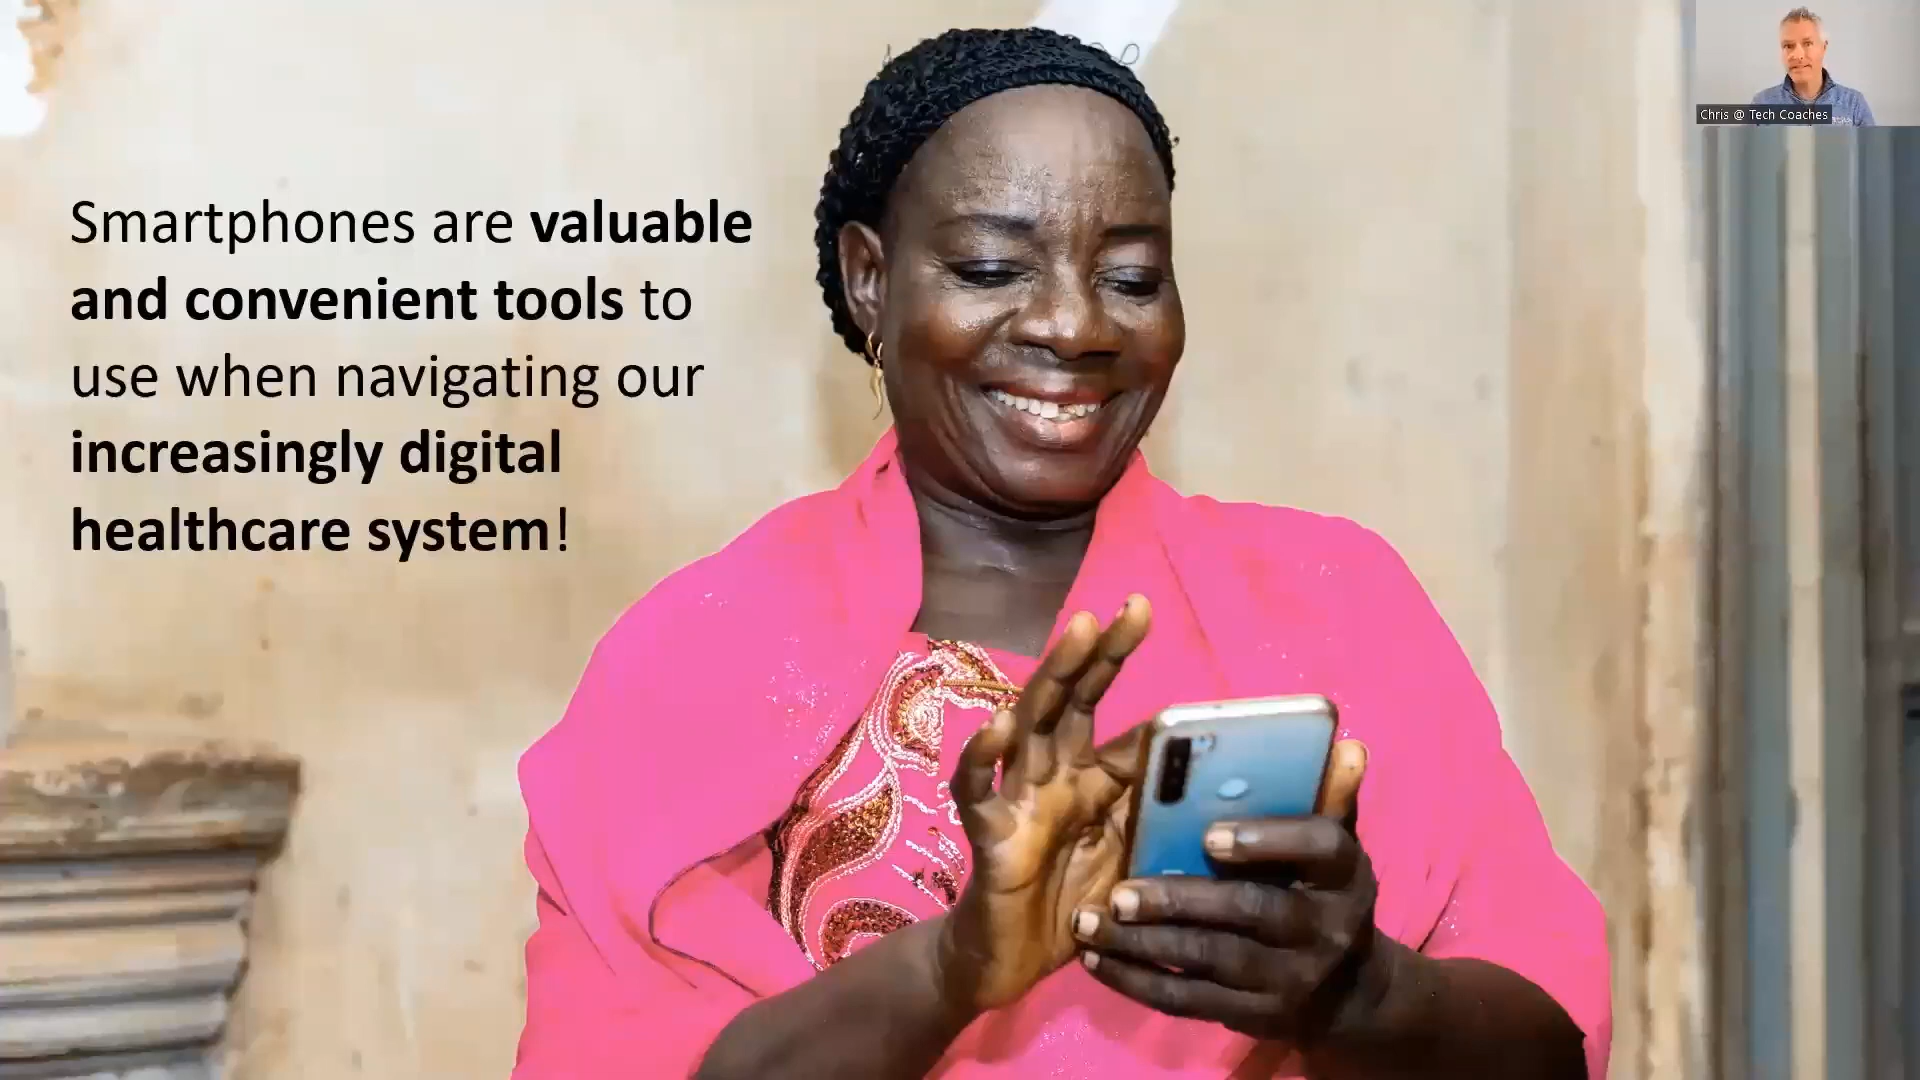 Smartphones are valuable
and convenient tools to
use when navigating our
increasingly digital
healthcare system!
Chris @ Tech Coaches